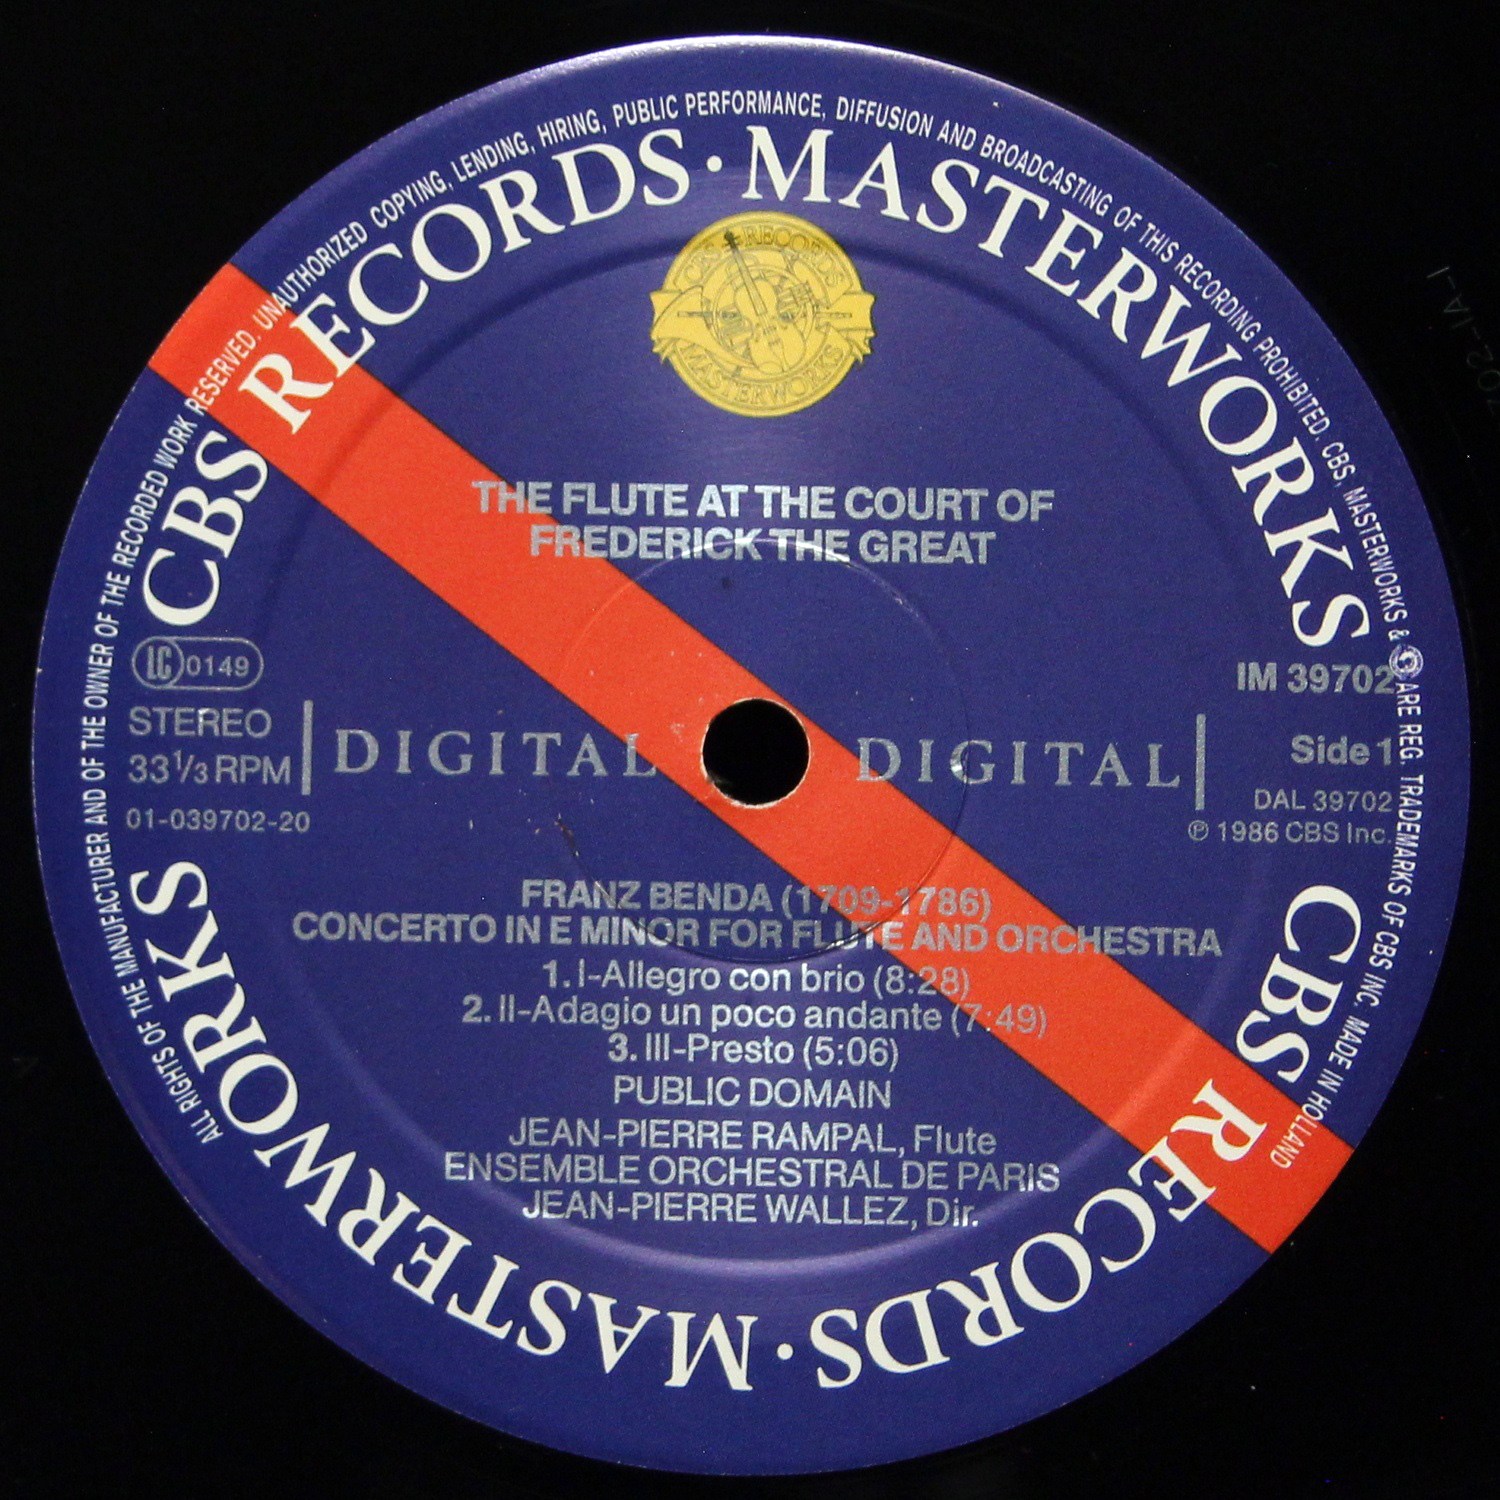 ALL RIGHTS OF THE MANUFACTURER AND OF THE OWNER OF THE RECORDED WORK RESERVED. UNAUTHORIZED COPYING, LENDING, HIRING, PUBLIC PERFORMANCE, DIFFUSION AND BROADCASTING OF THIS RECORDING PROHIBITED. CBS, MASTERWORKS & ARE REG. TRADEMARKS OF CBS INC. MADE IN HOLLAND
CBS RECORDS · MASTERWORKS
CBS RECORDS · MASTERWORKS
CBS RECORDS
MASTERWORKS
THE FLUTE AT THE COURT OF
FREDERICK THE GREAT
LC 0149
STEREO
33 1/3 RPM
01-039702-20
DIGITAL
DIGITAL
IM 39702
Side 1
DAL 39702
℗ 1986 CBS Inc.
FRANZ BENDA (1709-1786)
CONCERTO IN E MINOR FOR FLUTE AND ORCHESTRA
1. I-Allegro con brio (8:28)
2. II-Adagio un poco andante (7:49)
3. III-Presto (5:06)
PUBLIC DOMAIN
JEAN-PIERRE RAMPAL, Flute
ENSEMBLE ORCHESTRAL DE PARIS
JEAN-PIERRE WALLEZ, Dir.